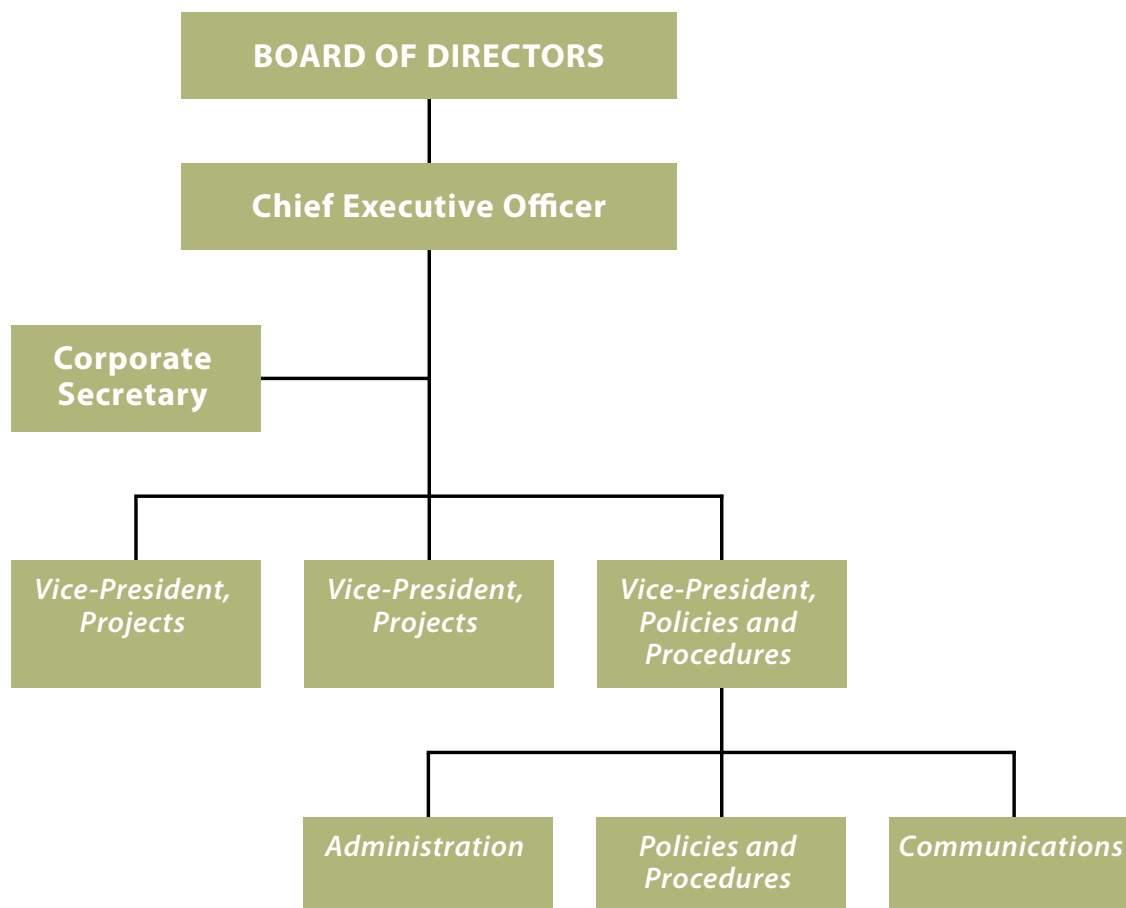 BOARD OF DIRECTORS
Chief Executive Officer
Corporate
Secretary
Vice-President,
Projects
Vice-President,
Projects
Vice-President,
Policies and
Procedures
Administration
Policies and
Procedures
Communications